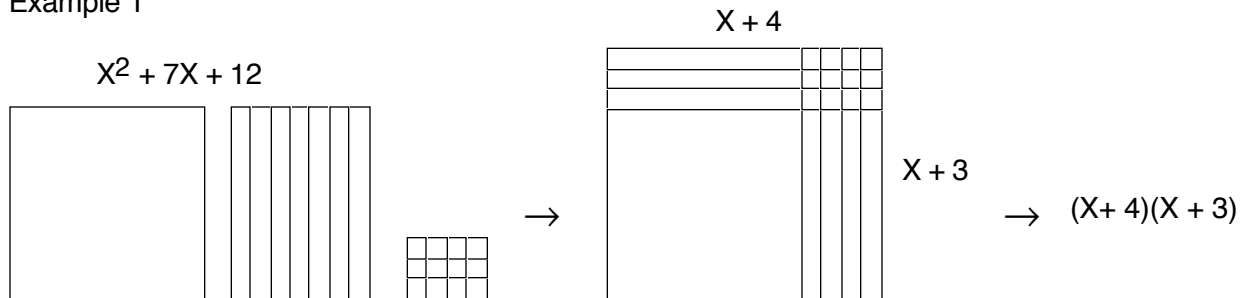 Example 1
X + 4
X² + 7X + 12
X + 3
→
→
(X+ 4)(X + 3)